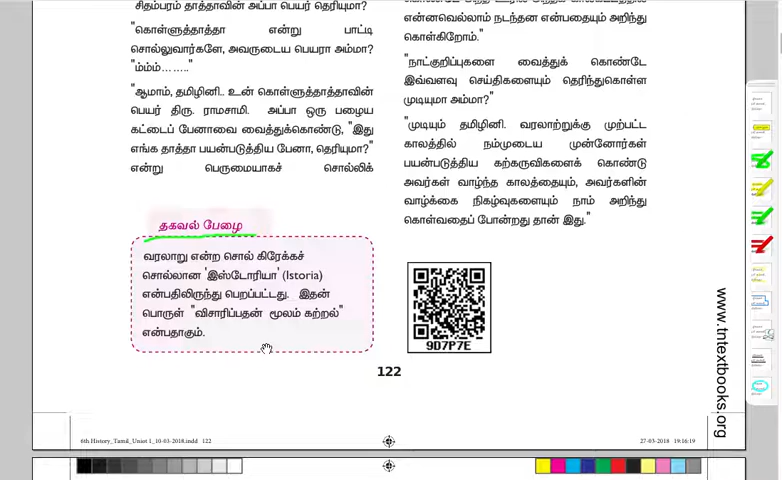 சிதம்பரம் தாத்தாவின் அப்பா பெயர் தெரியுமா?
"கொள்ளுத்தாத்தா என்று பாட்டி
சொல்லுவார்களே, அவருடைய பெயரா அம்மா?
"ம்ம்ம்…….."
"ஆமாம், தமிழினி.. உன் கொள்ளுத்தாத்தாவின்
பெயர் திரு. ராமசாமி. அப்பா ஒரு பழைய
கட்டைப் பேனாவை வைத்துக்கொண்டு, "இது
எங்க தாத்தா பயன்படுத்திய பேனா, தெரியுமா?"
என்று பெருமையாகச் சொல்லிக்
தகவல் பேழை
வரலாறு என்ற சொல் கிரேக்கச்
சொல்லான 'இஸ்டோரியா' (Istoria)
என்பதிலிருந்து பெறப்பட்டது. இதன்
பொருள் "விசாரிப்பதன் மூலம் கற்றல்"
என்பதாகும்.
என்னவெல்லாம் நடந்தன என்பதையும் அறிந்து
கொள்கிறோம்."
"நாட்குறிப்புகளை வைத்துக் கொண்டே
இவ்வளவு செய்திகளையும் தெரிந்துகொள்ள
முடியுமா அம்மா?"
"முடியும் தமிழினி. வரலாற்றுக்கு முற்பட்ட
காலத்தில் நம்முடைய முன்னோர்கள்
பயன்படுத்திய கற்கருவிகளைக் கொண்டு
அவர்கள் வாழ்ந்த காலத்தையும், அவர்களின்
வாழ்க்கை நிகழ்வுகளையும் நாம் அறிந்து
கொள்வதைப் போன்றது தான் இது."
9D7P7E
122
www.tntextbooks.org
6th History_Tamil_Uniot 1_10-03-2018.indd 122
27-03-2018 19:16:19